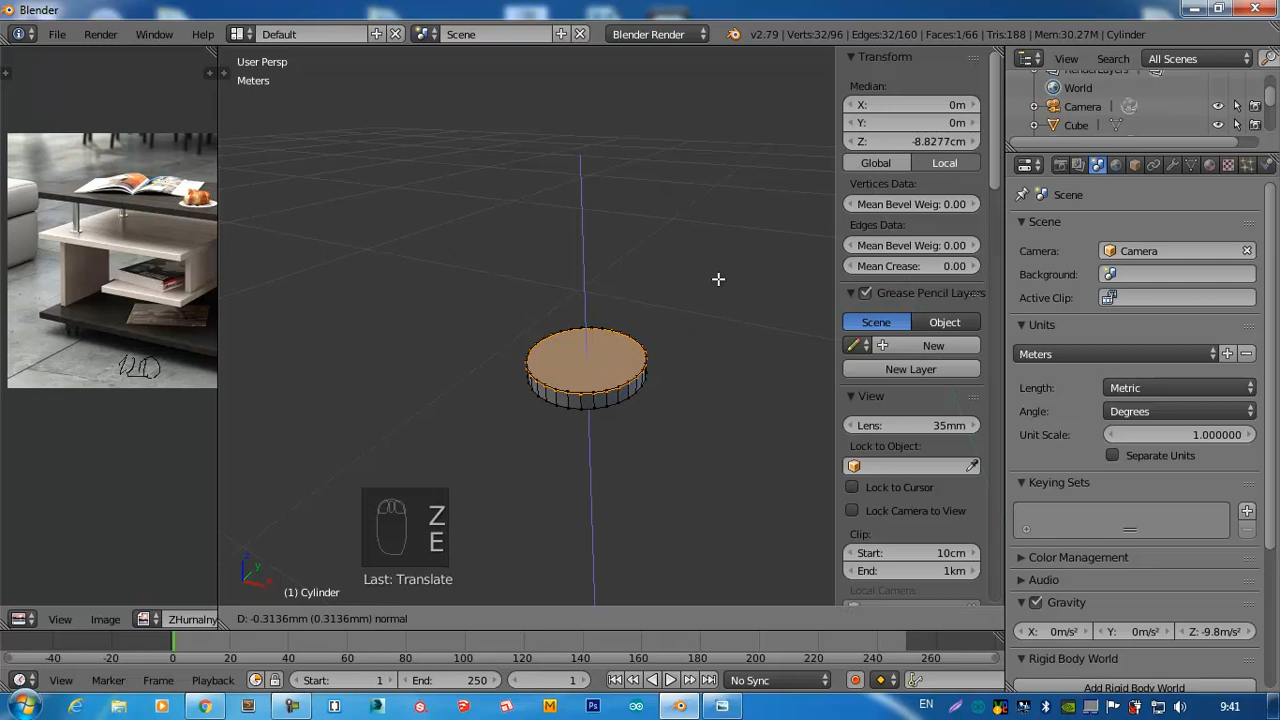 Blender
File Render Window Help Default Scene Blender Render v2.79 | Verts:32/96 | Edges:32/160 | Faces:1/66 | Tris:188 | Mem:30.27M | Cylinder
User Persp
Meters
Transform
Median:
X: 0m
Y: 0m
Z: -8.8277cm
Global Local
Vertices Data:
Mean Bevel Weig: 0.00
Edges Data:
Mean Bevel Weig: 0.00
Mean Crease: 0.00
Grease Pencil Layers
Scene Object
New
New Layer
View
Lens: 35mm
Lock to Object:
Lock to Cursor
Lock Camera to View
Clip:
Start: 10cm
End: 1km
Local Camera:
View Search All Scenes
RenderLayers
World
Camera
Cube
Scene
Scene
Camera: Camera
Background:
Active Clip:
Units
Meters
Length: Metric
Angle: Degrees
Unit Scale: 1.000000
Separate Units
Keying Sets
Color Management
Audio
Gravity
X: 0m/s² Y: 0m/s² Z: -9.8m/s²
Rigid Body World
Add Rigid Body World
Z
E
Last: Translate
(1) Cylinder
z
y
x
View Image ZHurnalny D: -0.3136mm (0.3136mm) normal
-40 -20 0 20 40 60 80 100 120 140 160 180 200 220 240 260
View Marker Frame Playback Start: 1 End: 250 1 No Sync
EN 9:41